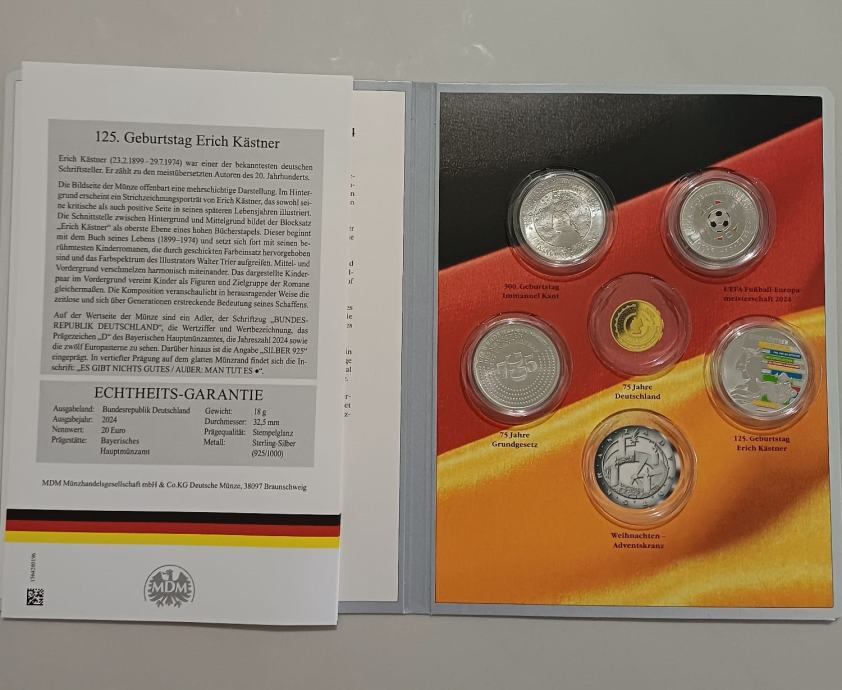 125. Geburtstag Erich Kästner
Erich Kästner (23.2.1899 – 29.7.1974) war einer der bekanntesten deutschen
Schriftsteller. Er zählt zu den meistübersetzten Autoren des 20. Jahrhunderts.
Die Bildseite der Münze offenbart eine mehrschichtige Darstellung. Im Hinter-
grund erscheint ein Strichzeichnungsporträt von Erich Kästner, das sowohl sei-
ne kritische als auch positive Seite in seinen späteren Lebensjahren illustriert.
Die Schnittstelle zwischen Hintergrund und Mittelgrund bildet der Blocksatz
„Erich Kästner“ als oberste Ebene eines hohen Bücherstapels. Dieser beginnt
mit dem Buch seines Lebens (1899–1974) und setzt sich fort mit seinen be-
rühmtesten Kinderromanen, die durch geschickten Farbeinsatz hervorgehoben
sind und das Farbspektrum des Illustrators Walter Trier aufgreifen. Mittel- und
Vordergrund verschmelzen harmonisch miteinander. Das dargestellte Kinder-
paar im Vordergrund vereint Kinder als Figuren und Zielgruppe der Romane
gleichermaßen. Die Komposition veranschaulicht in herausragender Weise die
zeitlose und sich über Generationen erstreckende Bedeutung seines Schaffens.
Auf der Wertseite der Münze sind ein Adler, der Schriftzug „BUNDES-
REPUBLIK DEUTSCHLAND“, die Wertziffer und Wertbezeichnung, das
Prägezeichen „D“ des Bayerischen Hauptmünzamtes, die Jahreszahl 2024 sowie
die zwölf Europasterne zu sehen. Darüber hinaus ist die Angabe „SILBER 925“
eingeprägt. In vertiefter Prägung auf dem glatten Münzrand findet sich die In-
schrift: „ES GIBT NICHTS GUTES / AUßER: MAN TUT ES ●“.
ECHTHEITS-GARANTIE
Ausgabeland: Bundesrepublik Deutschland
Ausgabejahr: 2024
Nennwert: 20 Euro
Prägestätte: Bayerisches
Hauptmünzamt
Gewicht: 18 g
Durchmesser: 32,5 mm
Prägequalität: Stempelglanz
Metall: Sterling-Silber
(925/1000)
MDM Münzhandelsgesellschaft mbH & Co.KG Deutsche Münze, 38097 Braunschweig
MDM
300. Geburtstag
Immanuel Kant
UEFA Fußball-Europa-
meisterschaft 2024
75 Jahre
Deutschland
75 Jahre
Grundgesetz
125. Geburtstag
Erich Kästner
Weihnachten –
Adventskranz